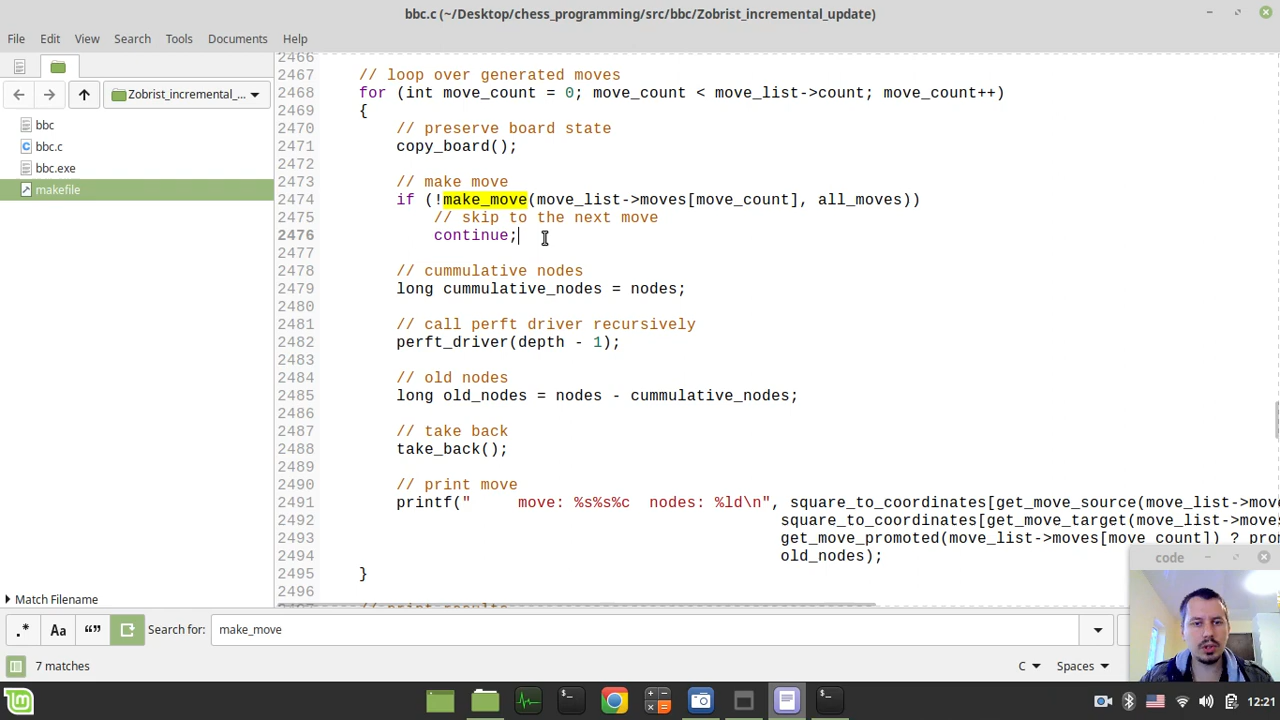 bbc.c (~/Desktop/chess_programming/src/bbc/Zobrist_incremental_update)
File Edit View Search Tools Documents Help
Zobrist_incremental_...
bbc
bbc.c
bbc.exe
makefile
Match Filename
2466
2467 // loop over generated moves
2468 for (int move_count = 0; move_count < move_list->count; move_count++)
2469 {
2470 // preserve board state
2471 copy_board();
2472
2473 // make move
2474 if (!make_move(move_list->moves[move_count], all_moves))
2475 // skip to the next move
2476 continue;
2477
2478 // cummulative nodes
2479 long cummulative_nodes = nodes;
2480
2481 // call perft driver recursively
2482 perft_driver(depth - 1);
2483
2484 // old nodes
2485 long old_nodes = nodes - cummulative_nodes;
2486
2487 // take back
2488 take_back();
2489
2490 // print move
2491 printf("     move: %s%s%c  nodes: %ld\n", square_to_coordinates[get_move_source(move_list->mov
2492 square_to_coordinates[get_move_target(move_list->move
2493 get_move_promoted(move_list->moves[move_count]) ? pro
2494 old_nodes);
2495 }
2496
// print results
code
.* Aa “” Search for: make_move
7 matches
C Spaces
12:21